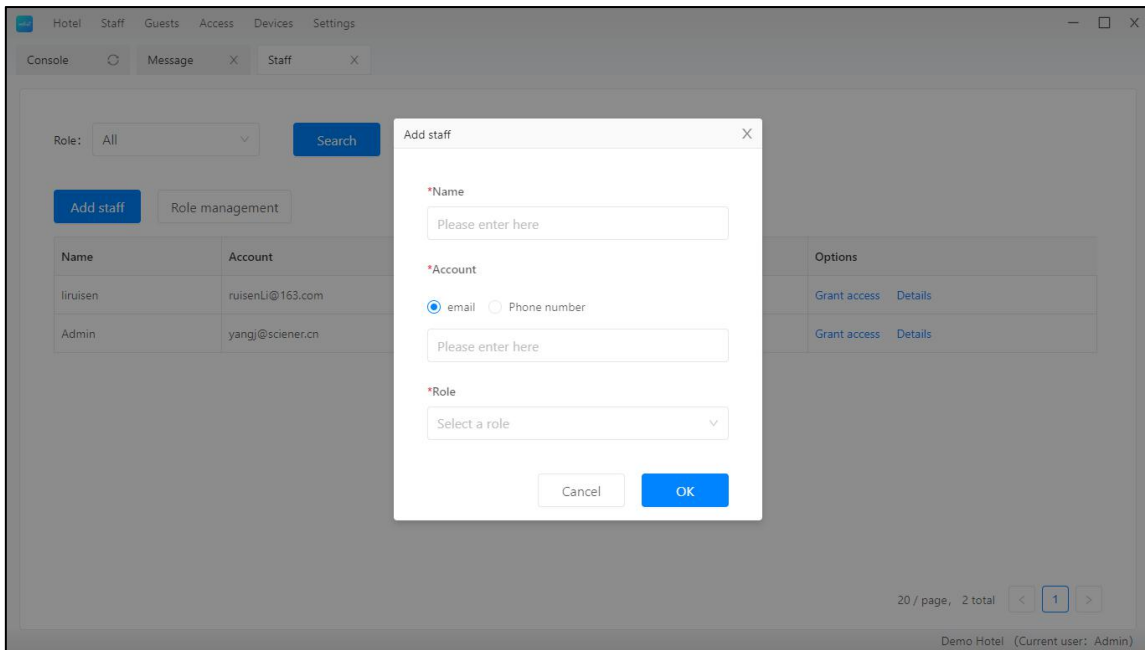 Hotel Staff Guests Access Devices Settings
Console Message Staff
Role: All Search
Add staff Role management
Name Account Options
liruisen ruisenLi@163.com Grant access Details
Admin yangj@sciener.cn Grant access Details
Add staff
*Name
Please enter here
*Account
email Phone number
Please enter here
*Role
Select a role
Cancel OK
20 / page, 2 total < 1 >
Demo Hotel (Current user: Admin)